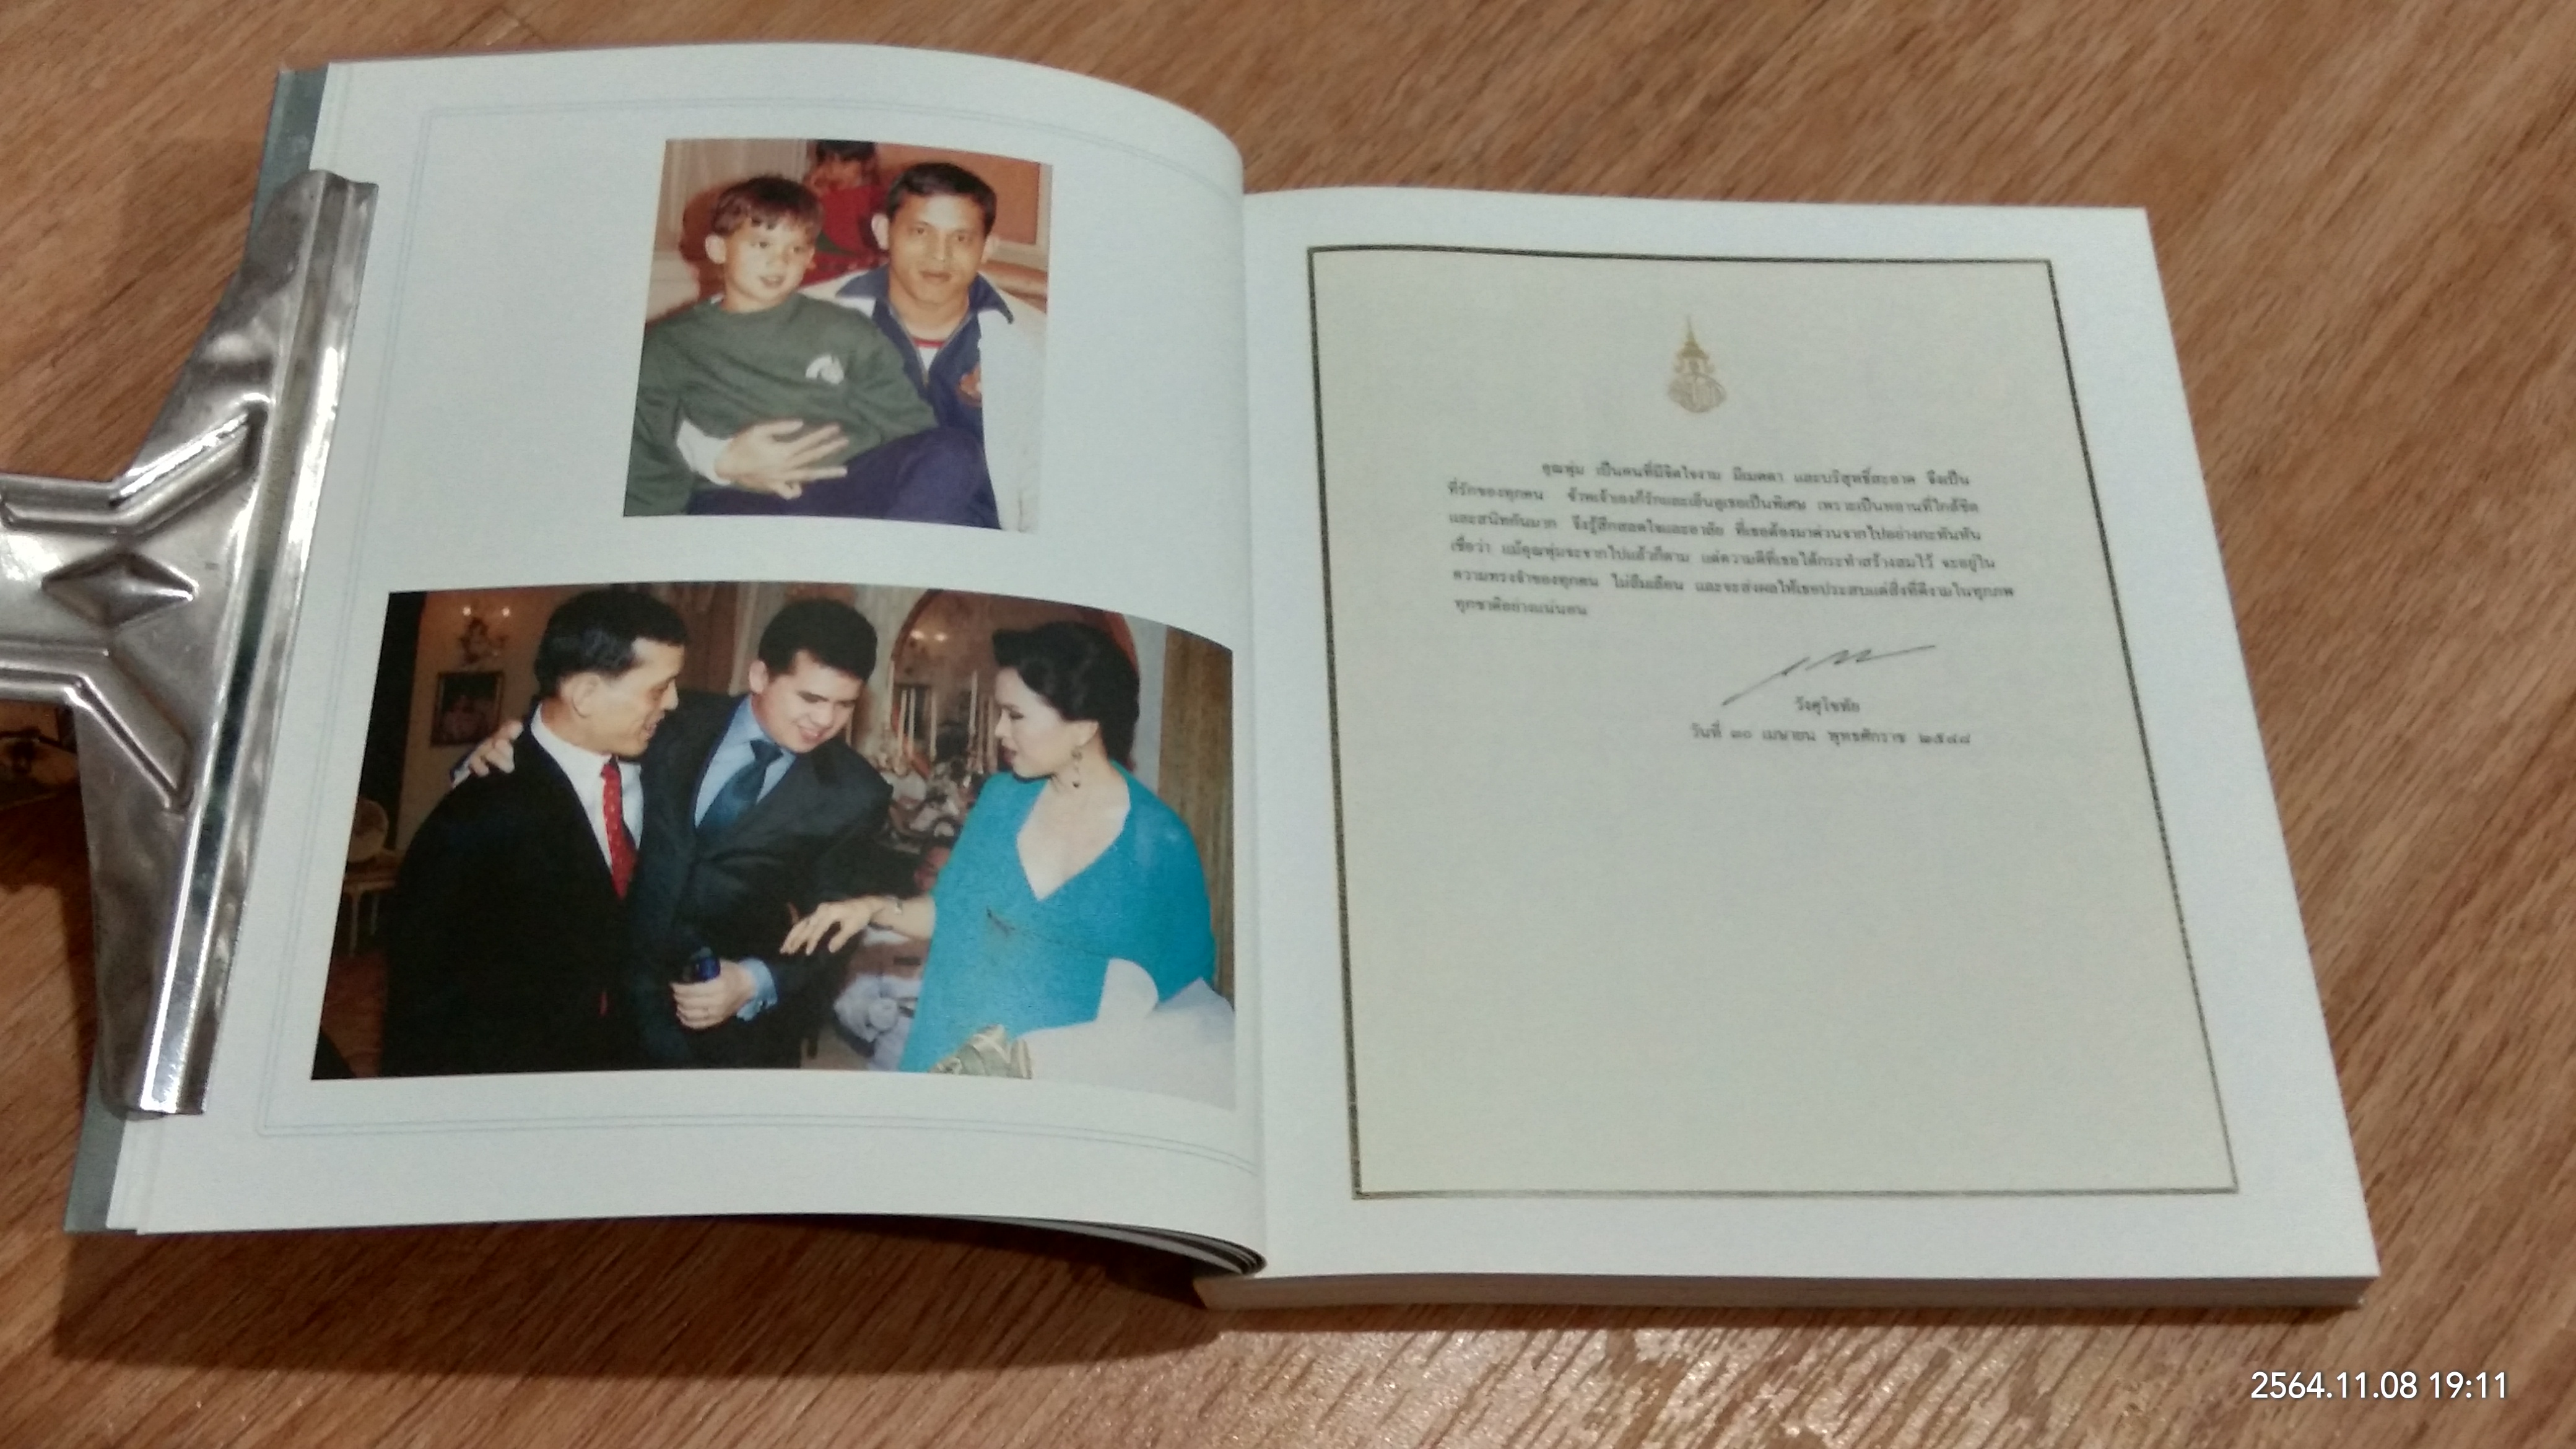 คุณพุ่ม เป็นคนที่มีจิตใจงาม มีเมตตา และบริสุทธิ์สะอาด จึงเป็น
ที่รักของทุกคน ข้าพเจ้าเองก็รักและเอ็นดูเธอเป็นพิเศษ เพราะเป็นหลานที่ใกล้ชิด
และสนิทกันมาก จึงรู้สึกสลดใจและอาลัย ที่เธอต้องมาด่วนจากไปอย่างกะทันหัน
เชื่อว่า แม้คุณพุ่มจะจากไปแล้วก็ตาม แต่ความดีที่เธอได้กระทำสร้างสมไว้ จะอยู่ใน
ความทรงจำของทุกคน ไม่ลืมเลือน และจะส่งผลให้เธอประสบแต่สิ่งที่ดีงามในทุกภพ
ทุกชาติอย่างแน่นอน
วังศุโขทัย
วันที่ ๓๐ เมษายน พุทธศักราช ๒๕๔๘
2564.11.08 19:11